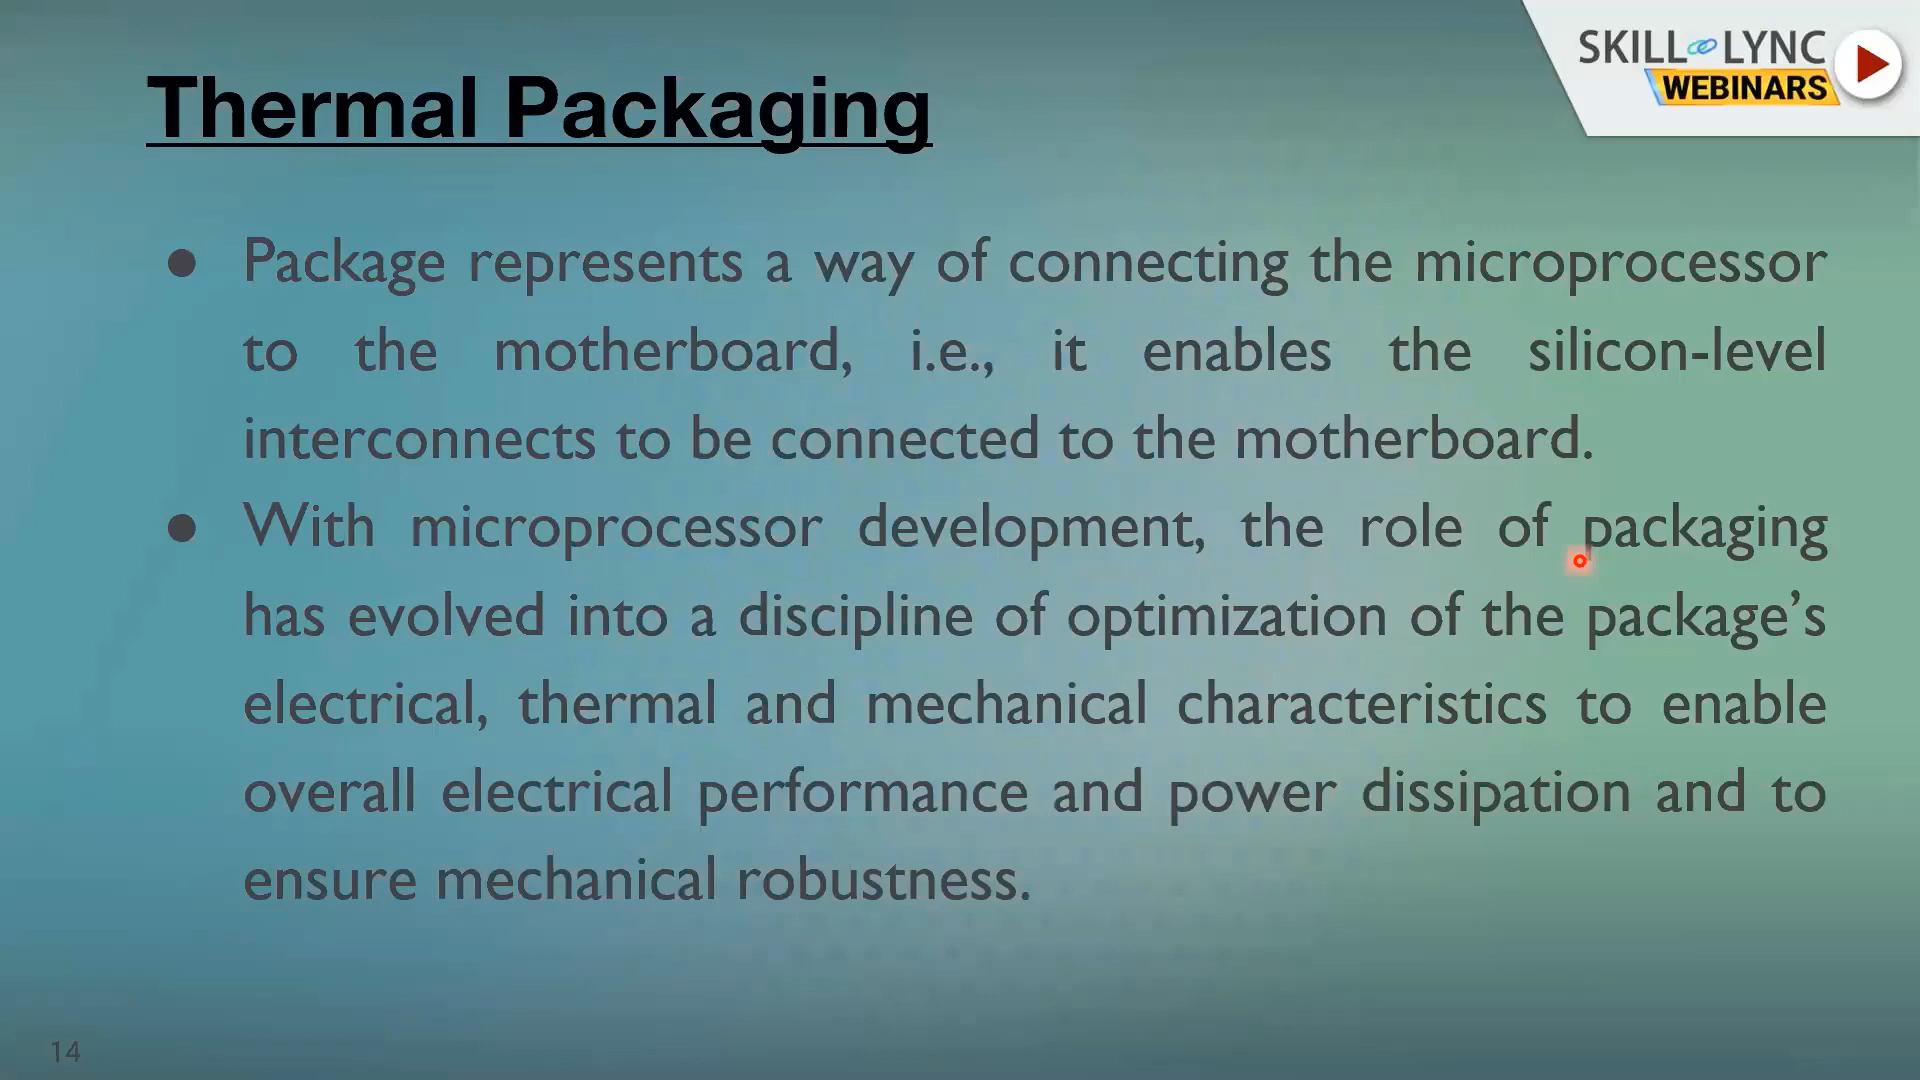 SKILL LYNC
WEBINARS
Thermal Packaging
● Package represents a way of connecting the microprocessor
to the motherboard, i.e., it enables the silicon-level
interconnects to be connected to the motherboard.
● With microprocessor development, the role of packaging
has evolved into a discipline of optimization of the package’s
electrical, thermal and mechanical characteristics to enable
overall electrical performance and power dissipation and to
ensure mechanical robustness.
14